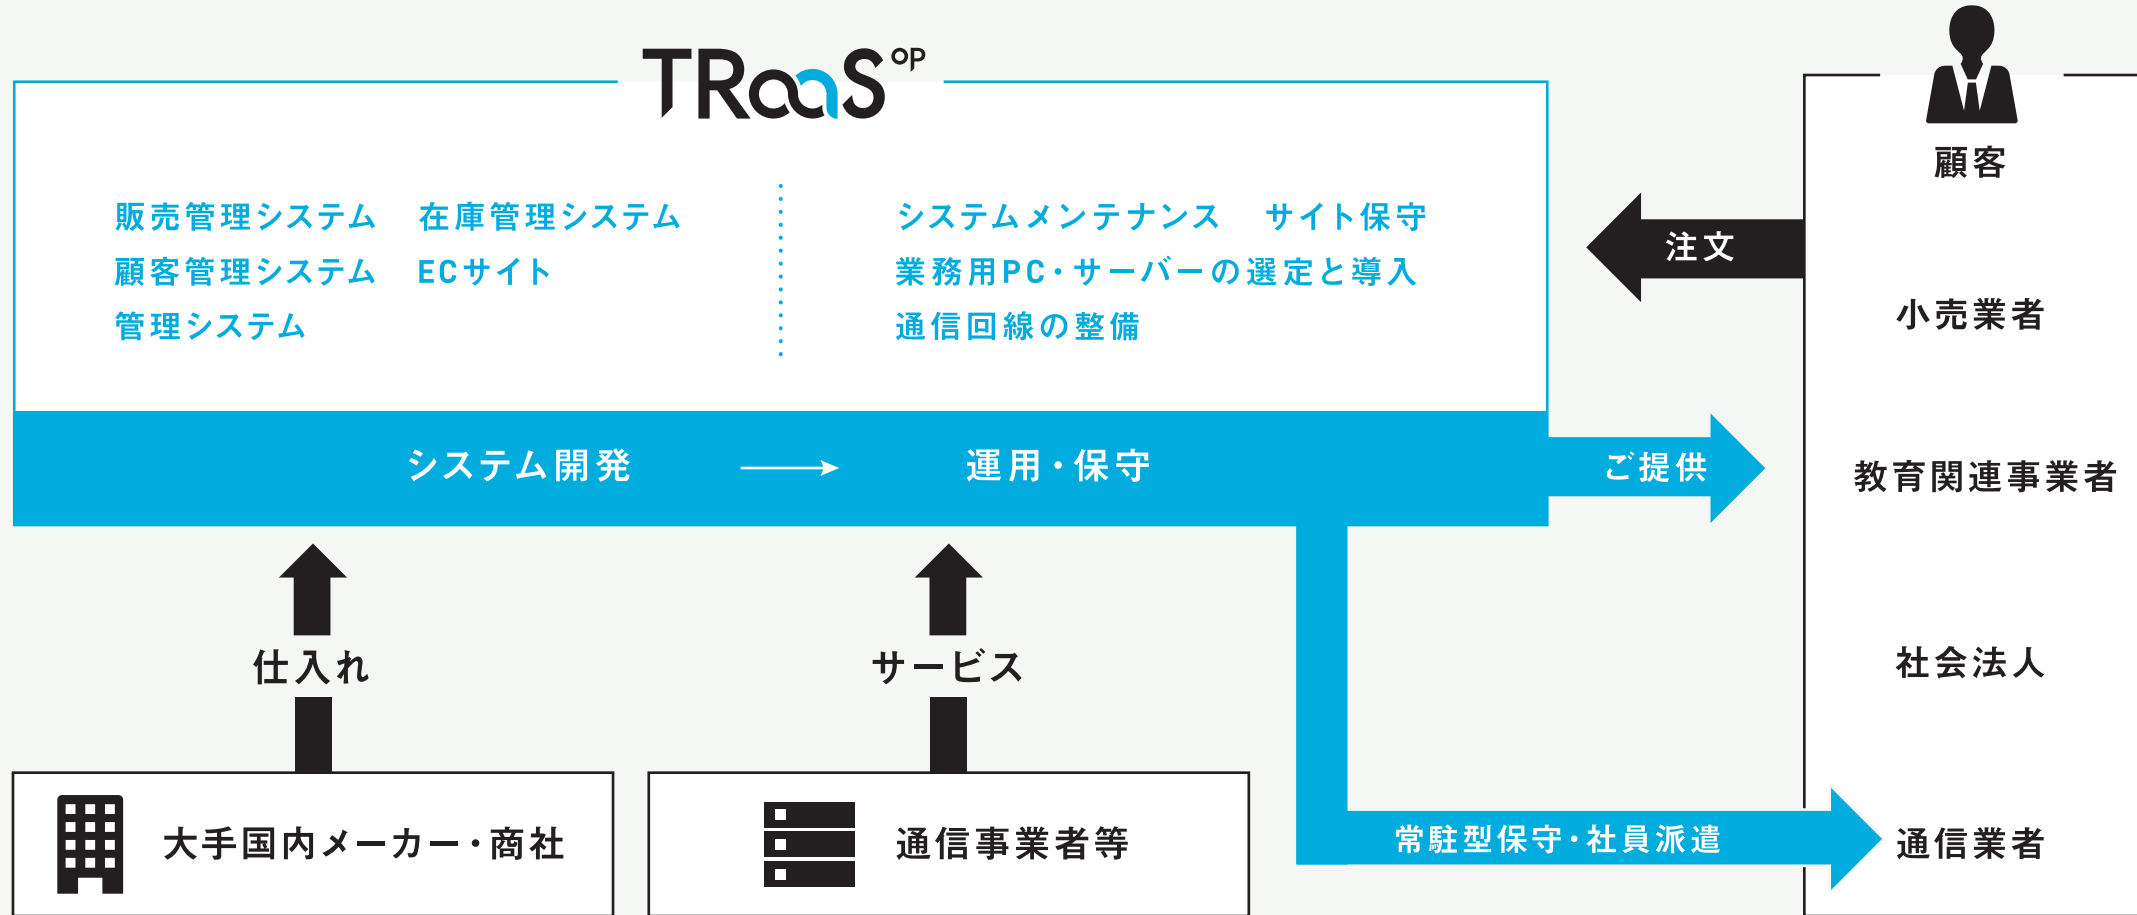 TRaaS OP
販売管理システム 在庫管理システム
顧客管理システム ECサイト
管理システム
システムメンテナンス サイト保守
業務用PC・サーバーの選定と導入
通信回線の整備
システム開発 → 運用・保守
ご提供
注文
顧客
小売業者
教育関連事業者
社会法人
通信業者
仕入れ
サービス
大手国内メーカー・商社
通信事業者等
常駐型保守・社員派遣